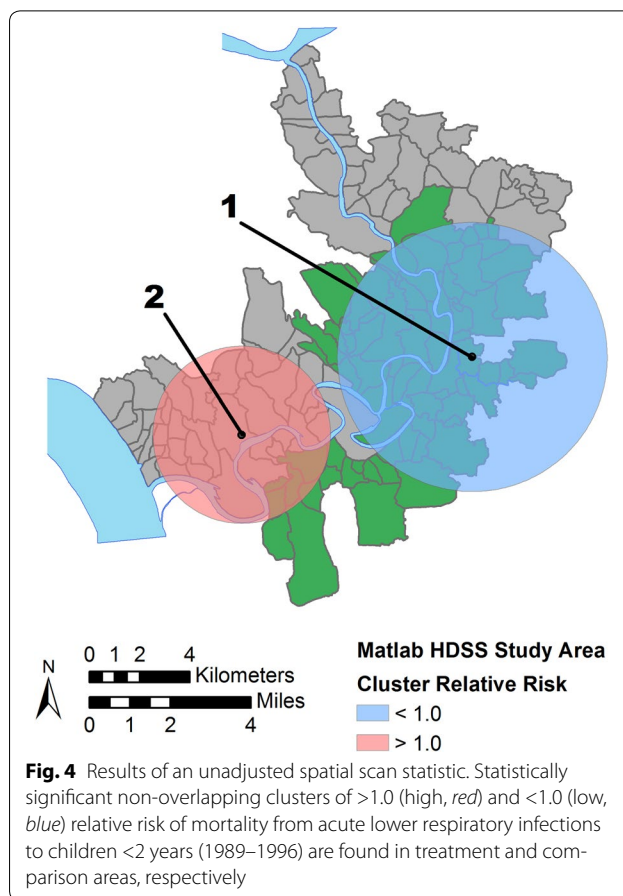 1
2
N
0 1 2 4
Kilometers
Miles
0 1 2 4
Matlab HDSS Study Area
Cluster Relative Risk
< 1.0
> 1.0
Fig. 4 Results of an unadjusted spatial scan statistic. Statistically
significant non-overlapping clusters of >1.0 (high, red) and <1.0 (low,
blue) relative risk of mortality from acute lower respiratory infections
to children <2 years (1989–1996) are found in treatment and com-
parison areas, respectively